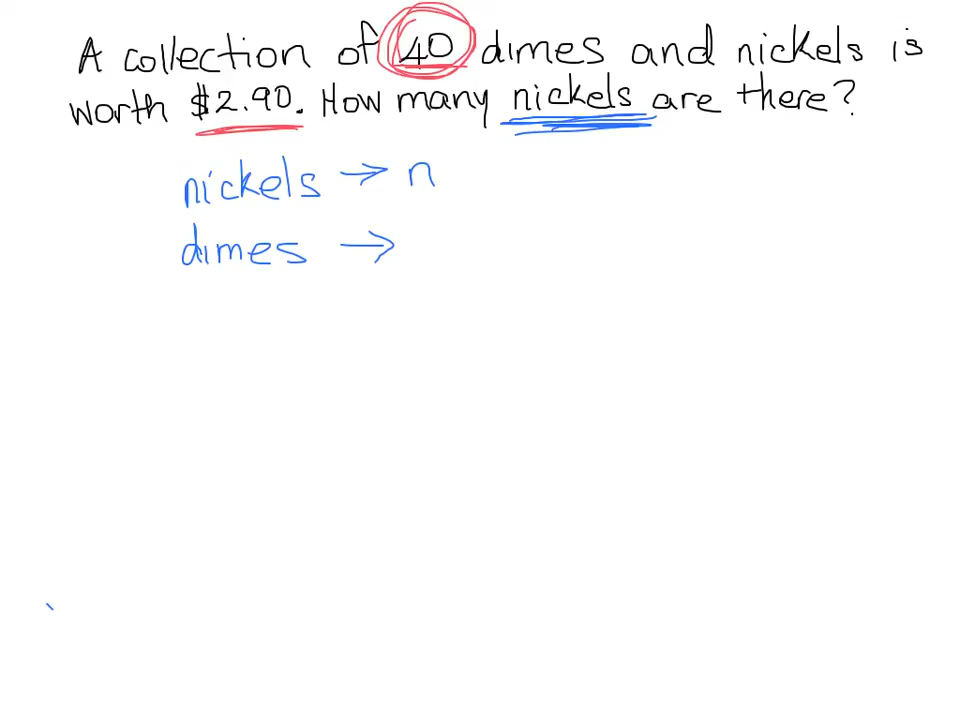 A collection of 40 dimes and nickels is
worth $2.90. How many nickels are there?
nickels → n
dimes →